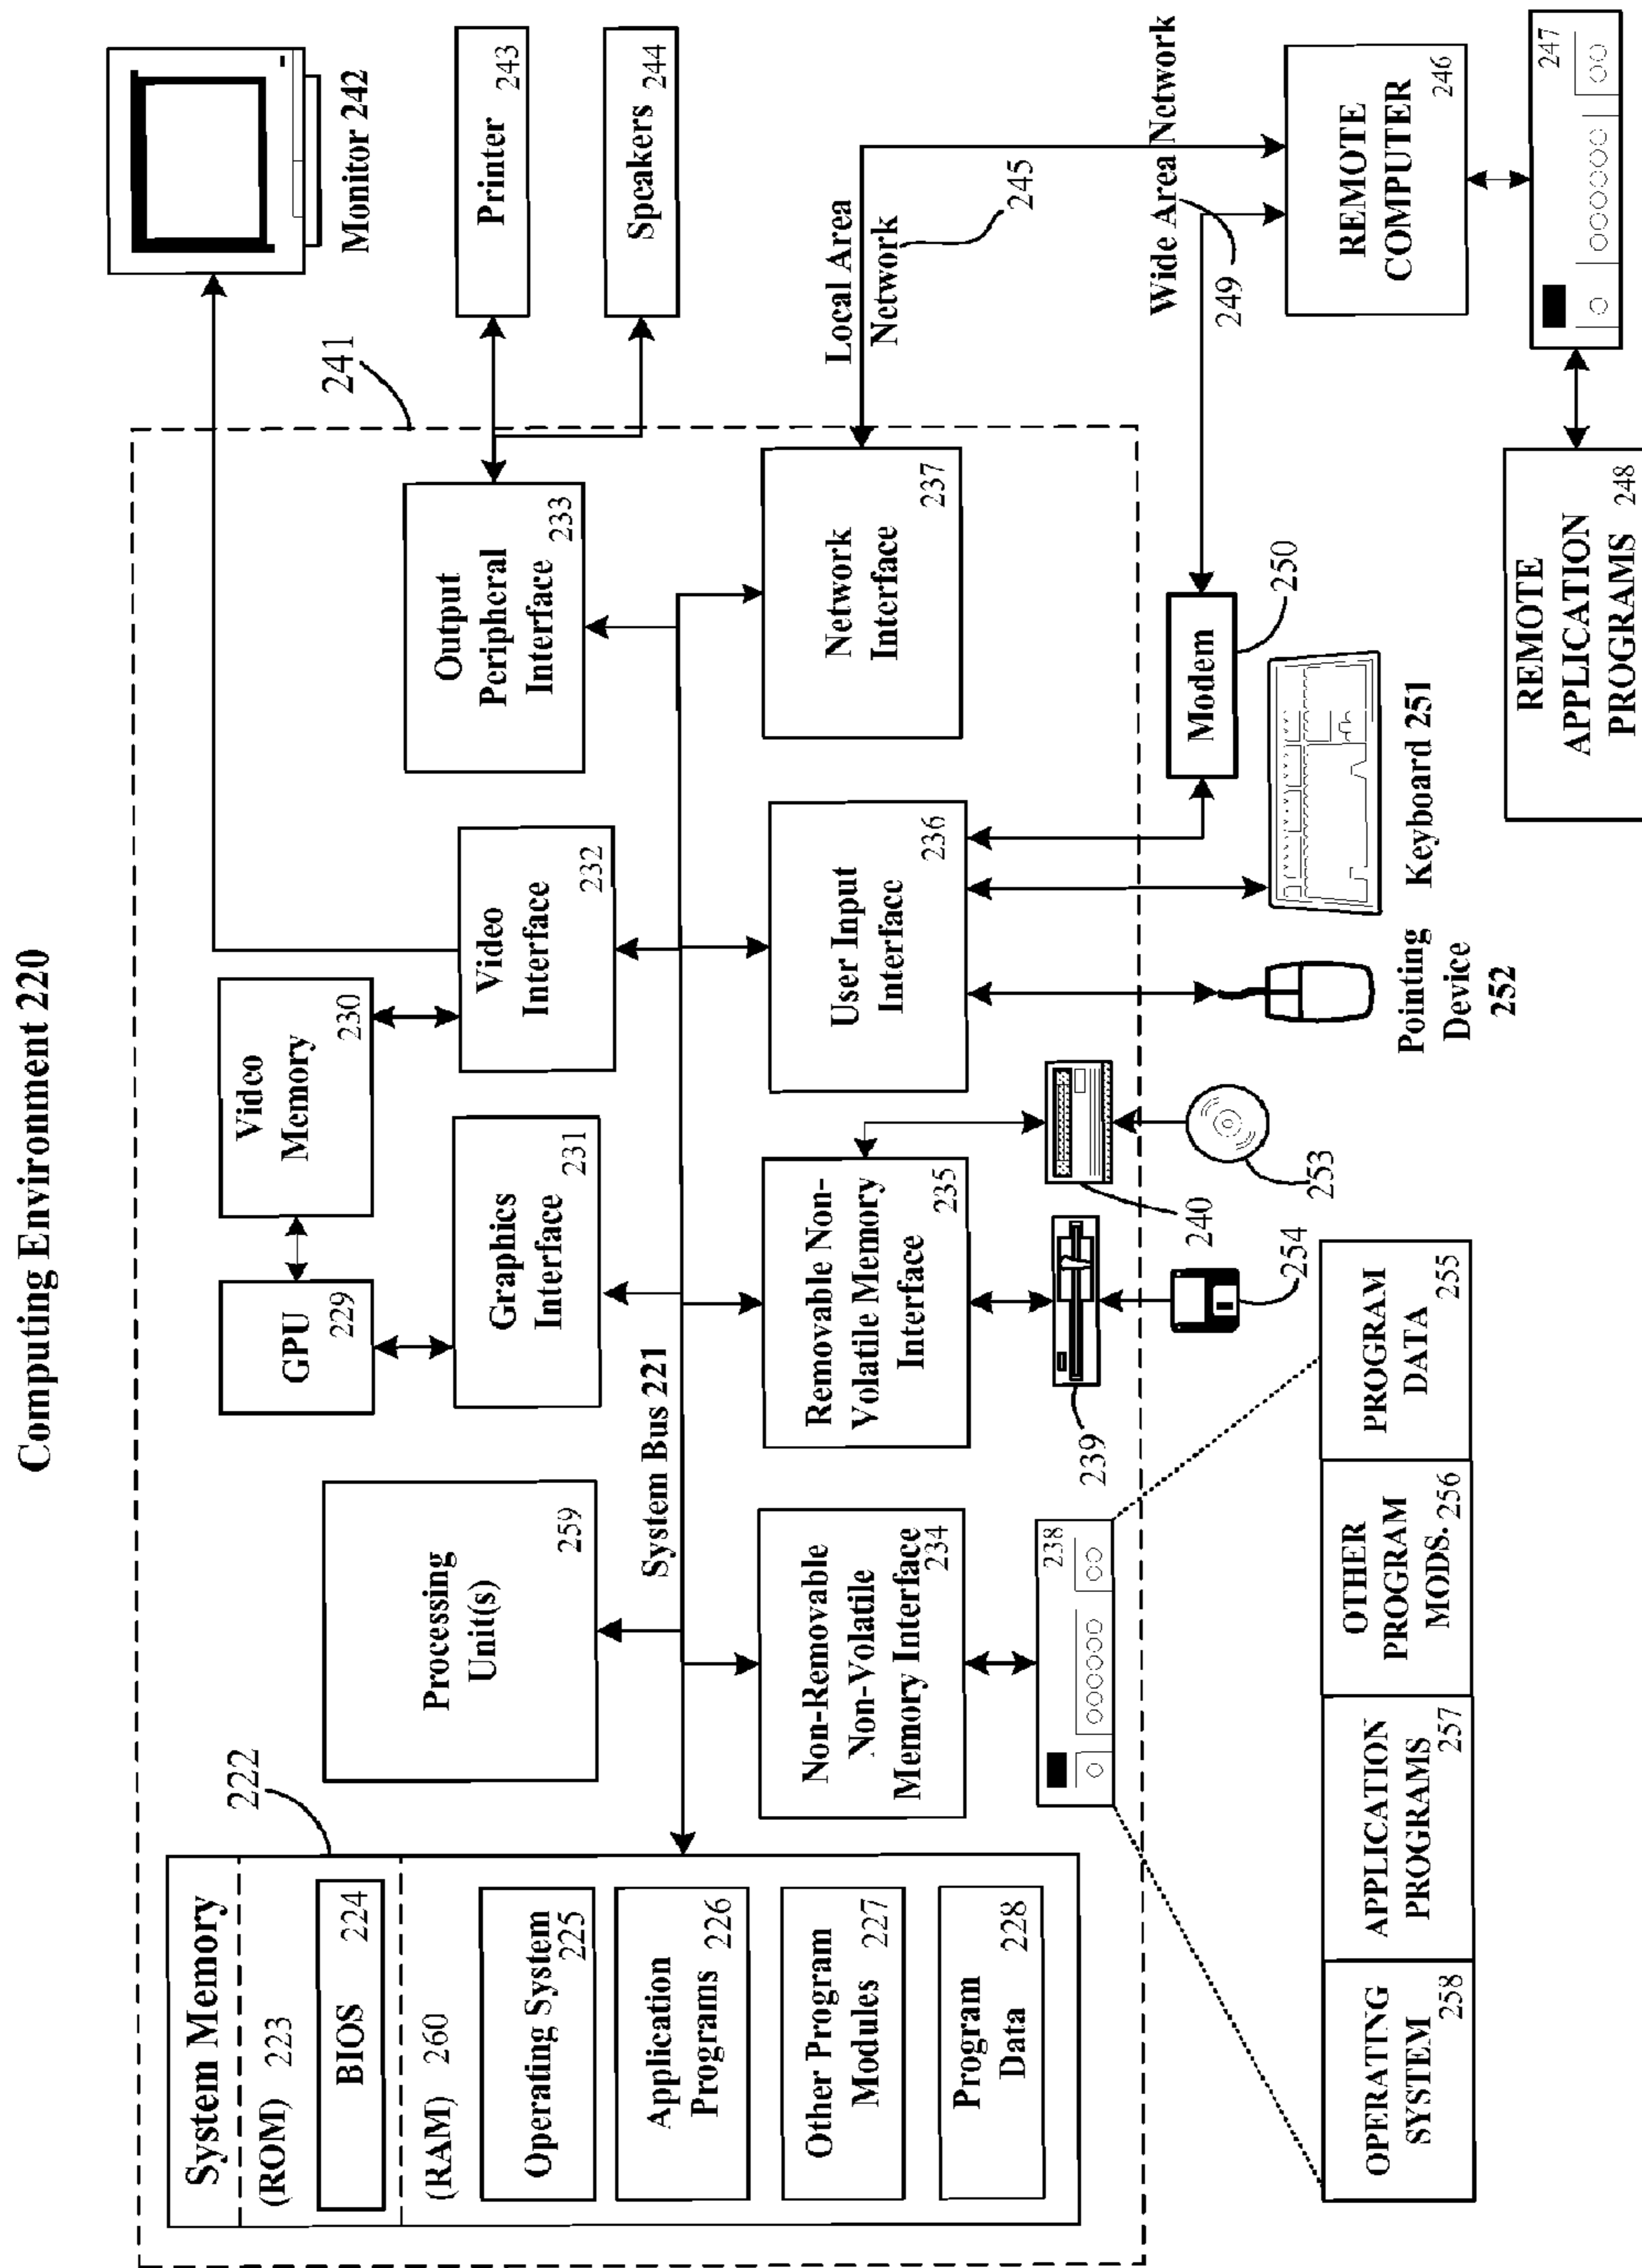 Computing Environment 220
System Memory
(ROM) 223
BIOS 224
(RAM) 260
Operating System
225
Application
Programs 226
Other Program
Modules 227
Program
Data 228
222
Processing
Unit(s)
259
System Bus 221
GPU
229
Video
Memory
230
Graphics
Interface
231
Video
Interface
232
Output
Peripheral
Interface
233
241
Monitor 242
Printer
243
Speakers
244
Non-Removable
Non-Volatile
Memory Interface
234
Removable Non-
Volatile Memory
Interface
235
User Input
Interface
236
Network
Interface
237
Local Area
Network
245
238
239
240
254
253
Pointing
Device
252
Keyboard 251
Modem
250
Wide Area Network
249
REMOTE
COMPUTER
246
247
REMOTE
APPLICATION
PROGRAMS 248
OPERATING
SYSTEM
258
APPLICATION
PROGRAMS
257
OTHER
PROGRAM
MODS.
256
PROGRAM
DATA
255